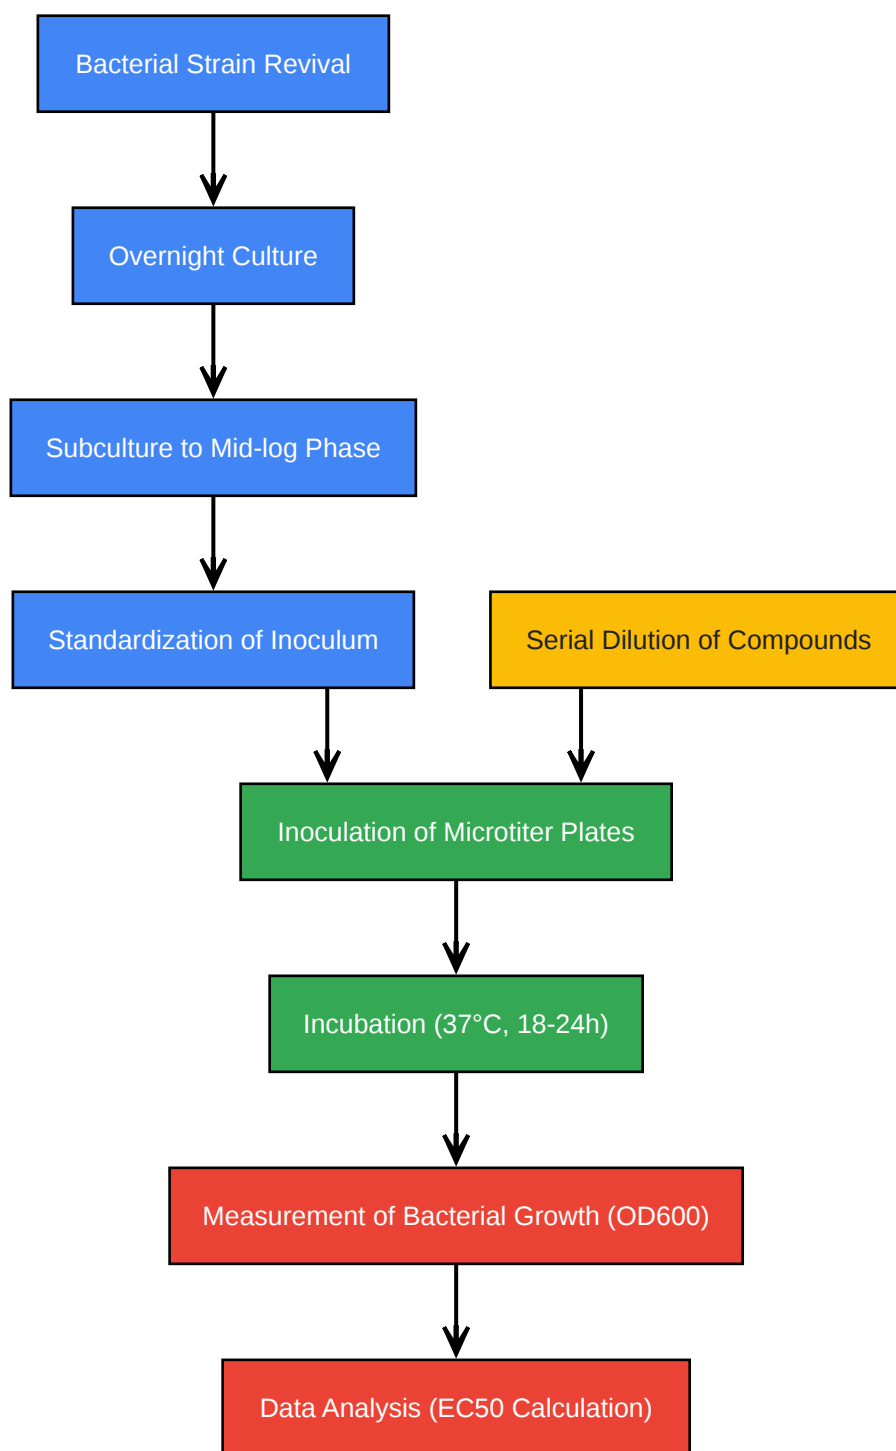 Bacterial Strain Revival
Overnight Culture
Subculture to Mid-log Phase
Standardization of Inoculum
Serial Dilution of Compounds
Inoculation of Microtiter Plates
Incubation (37°C, 18-24h)
Measurement of Bacterial Growth (OD600)
Data Analysis (EC50 Calculation)